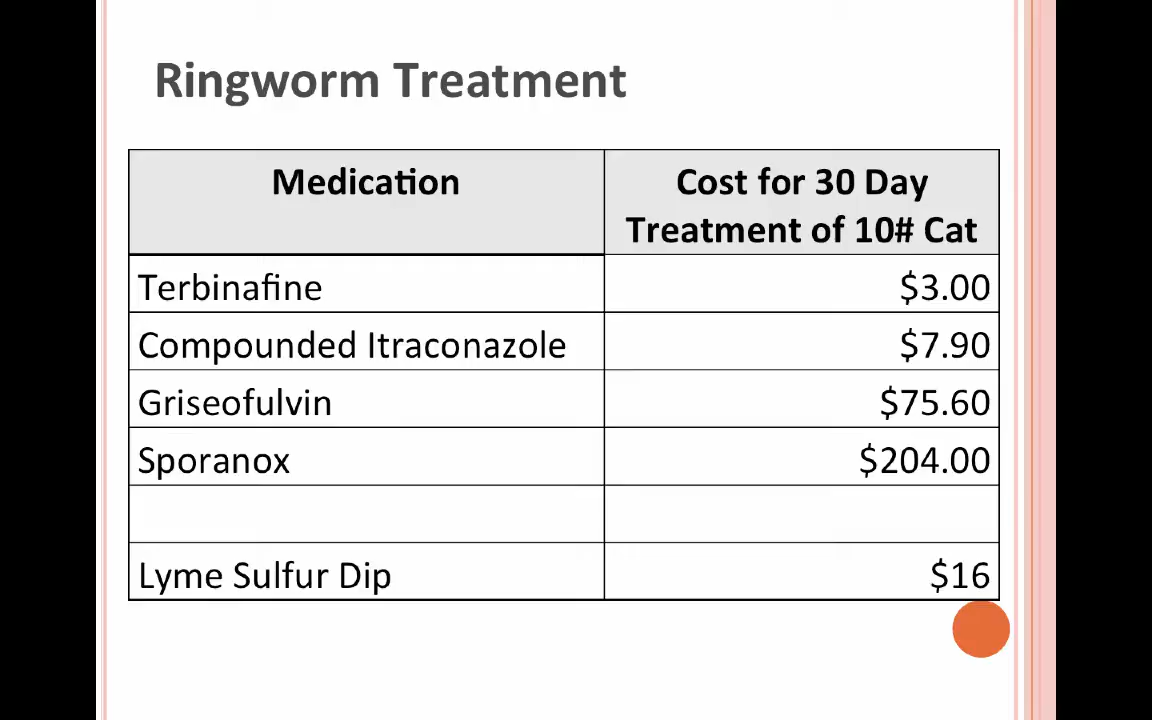 Ringworm Treatment
Medication
Cost for 30 Day
Treatment of 10# Cat
Terbinafine $3.00
Compounded Itraconazole $7.90
Griseofulvin $75.60
Sporanox $204.00
Lyme Sulfur Dip $16